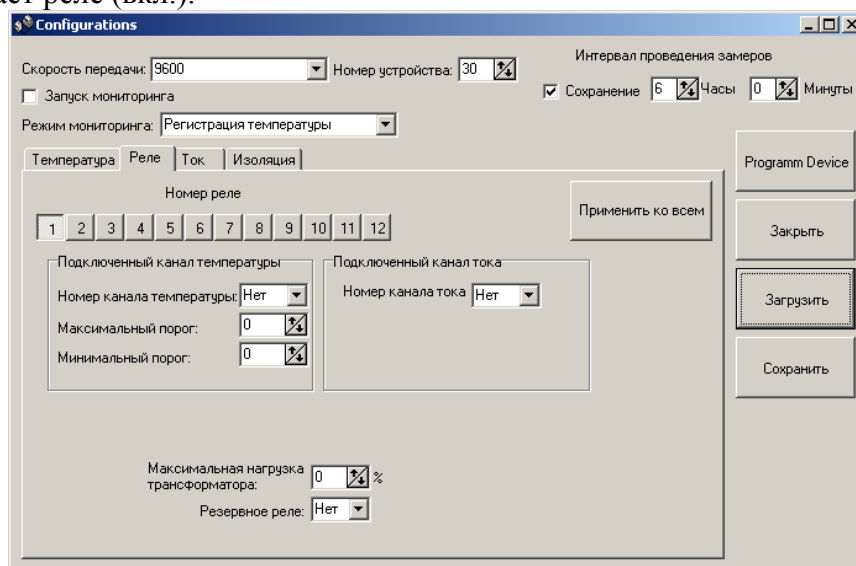 ает реле (вкл.).
Configurations
Скорость передачи: 9600 Номер устройства: 30
Интервал проведения замеров
Запуск мониторинга
Сохранение 6 Часы 0 Минуты
Режим мониторинга: Регистрация температуры
Температура Реле Ток Изоляция
Programm Device
Номер реле
Применить ко всем
1 2 3 4 5 6 7 8 9 10 11 12
Закрыть
Подключенный канал температуры
Подключенный канал тока
Номер канала температуры: Нет
Номер канала тока Нет
Загрузить
Максимальный порог: 0
Минимальный порог: 0
Сохранить
Максимальная нагрузка
трансформатора: 0 %
Резервное реле: Нет